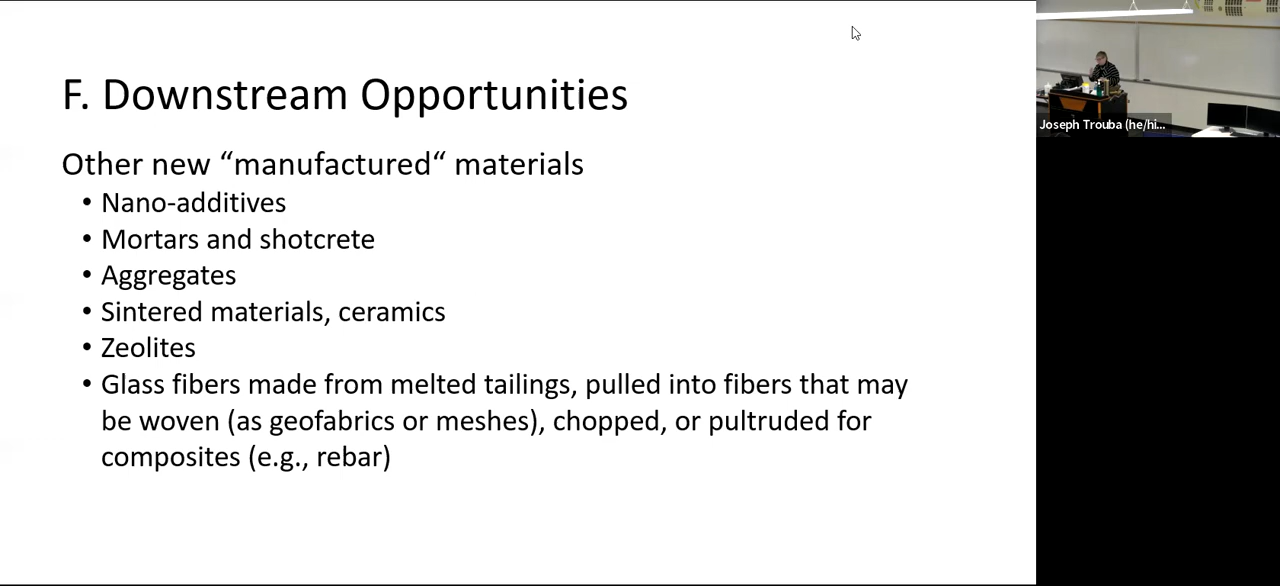 F. Downstream Opportunities
Other new “manufactured“ materials
• Nano-additives
• Mortars and shotcrete
• Aggregates
• Sintered materials, ceramics
• Zeolites
• Glass fibers made from melted tailings, pulled into fibers that may
be woven (as geofabrics or meshes), chopped, or pultruded for
composites (e.g., rebar)
Joseph Trouba (he/hi...